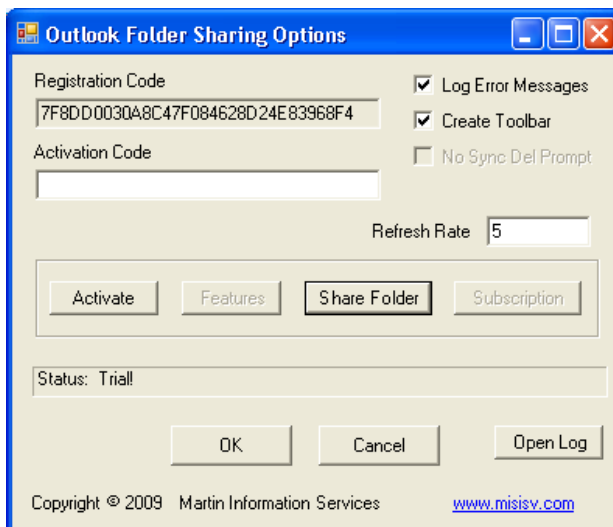 Outlook Folder Sharing Options
Registration Code
Log Error Messages
7F8DD0030A8C47F084628D24E83968F4
Create Toolbar
Activation Code
No Sync Del Prompt
Refresh Rate 5
Activate Features Share Folder Subscription
Status: Trial!
OK Cancel Open Log
Copyright © 2009 Martin Information Services www.misisv.com